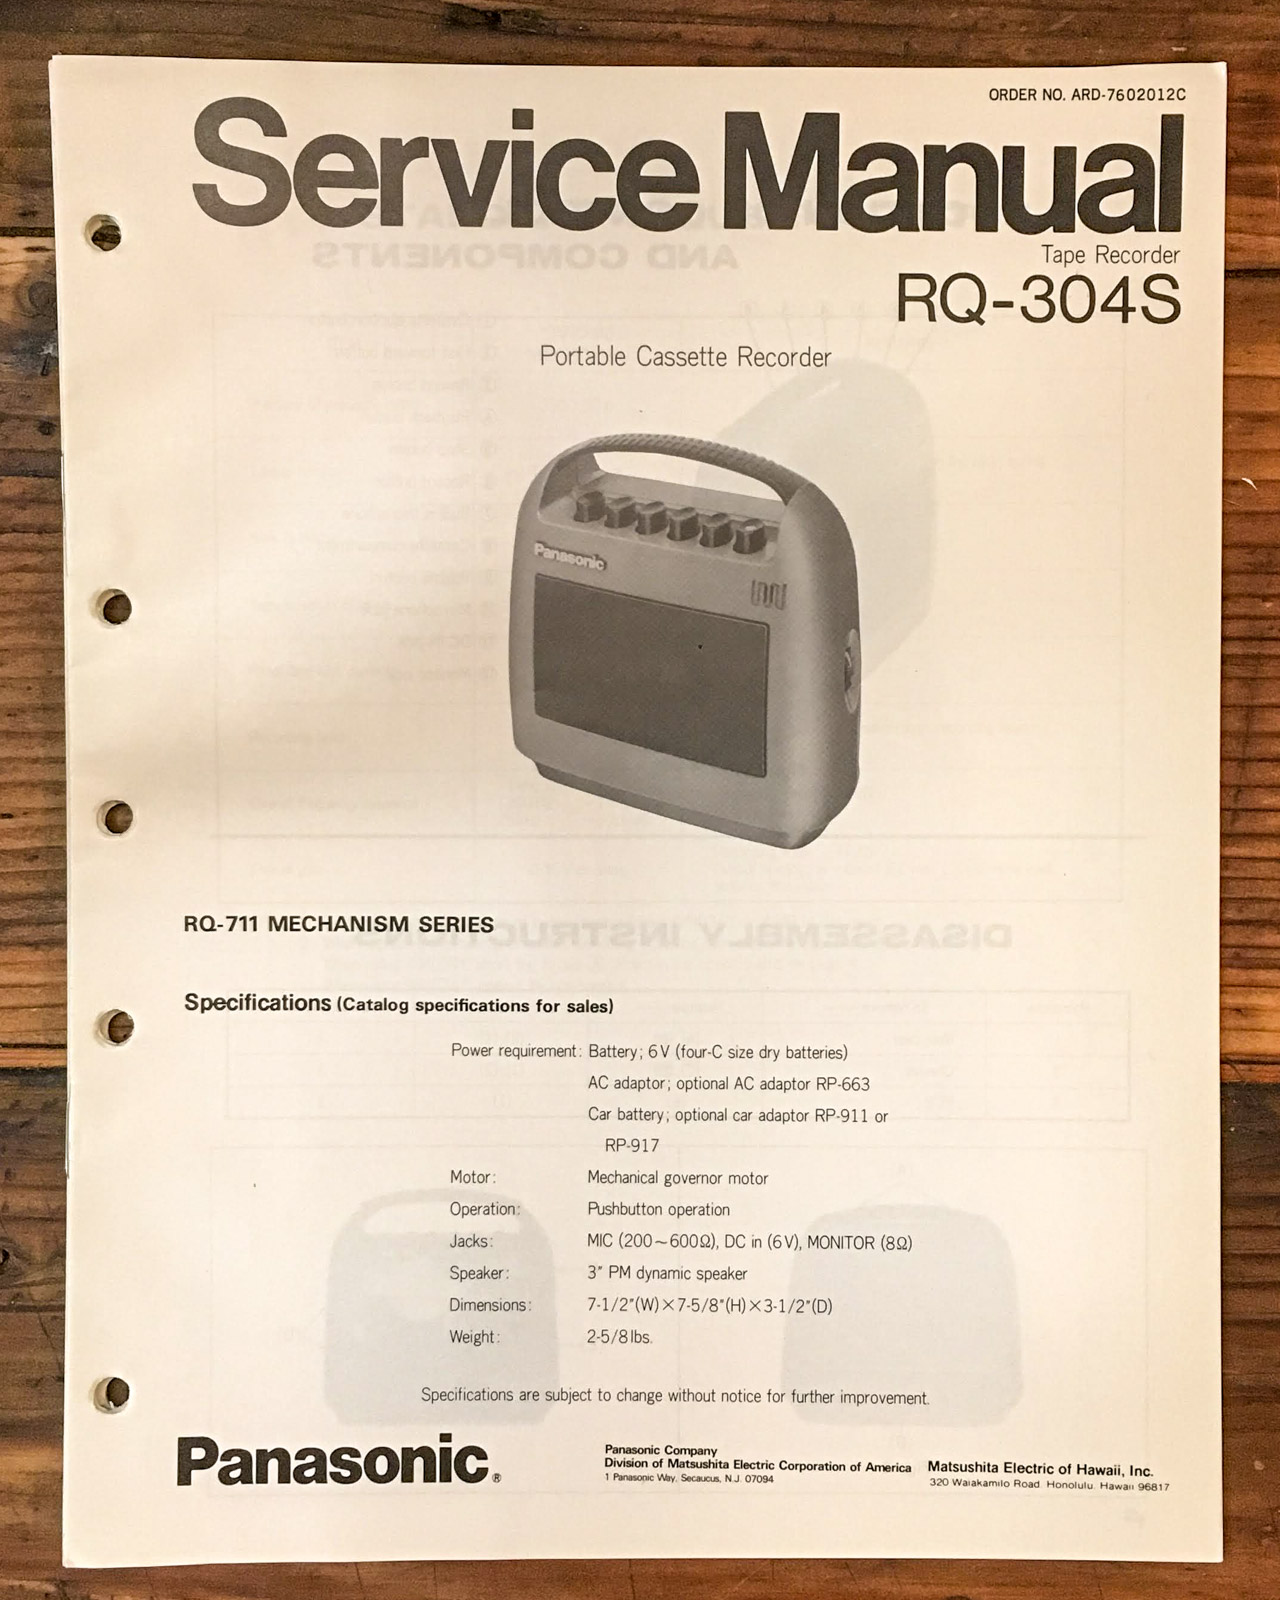 ORDER NO. ARD-7602012C
Service Manual
Tape Recorder
RQ-304S
Portable Cassette Recorder
Panasonic
RQ-711 MECHANISM SERIES
Specifications (Catalog specifications for sales)
Power requirement: Battery; 6V (four-C size dry batteries)
AC adaptor; optional AC adaptor RP-663
Car battery; optional car adaptor RP-911 or
RP-917
Motor: Mechanical governor motor
Operation: Pushbutton operation
Jacks: MIC (200~600Ω), DC in (6V), MONITOR (8Ω)
Speaker: 3" PM dynamic speaker
Dimensions: 7-1/2"(W)×7-5/8"(H)×3-1/2"(D)
Weight: 2-5/8 lbs.
Specifications are subject to change without notice for further improvement.
Panasonic®
Panasonic Company
Division of Matsushita Electric Corporation of America
1 Panasonic Way, Secaucus, N.J. 07094
Matsushita Electric of Hawaii, Inc.
320 Waiakamilo Road Honolulu. Hawaii 96817
AND COMPONENTS
DISASSEMBLY INSTRUCTIONS